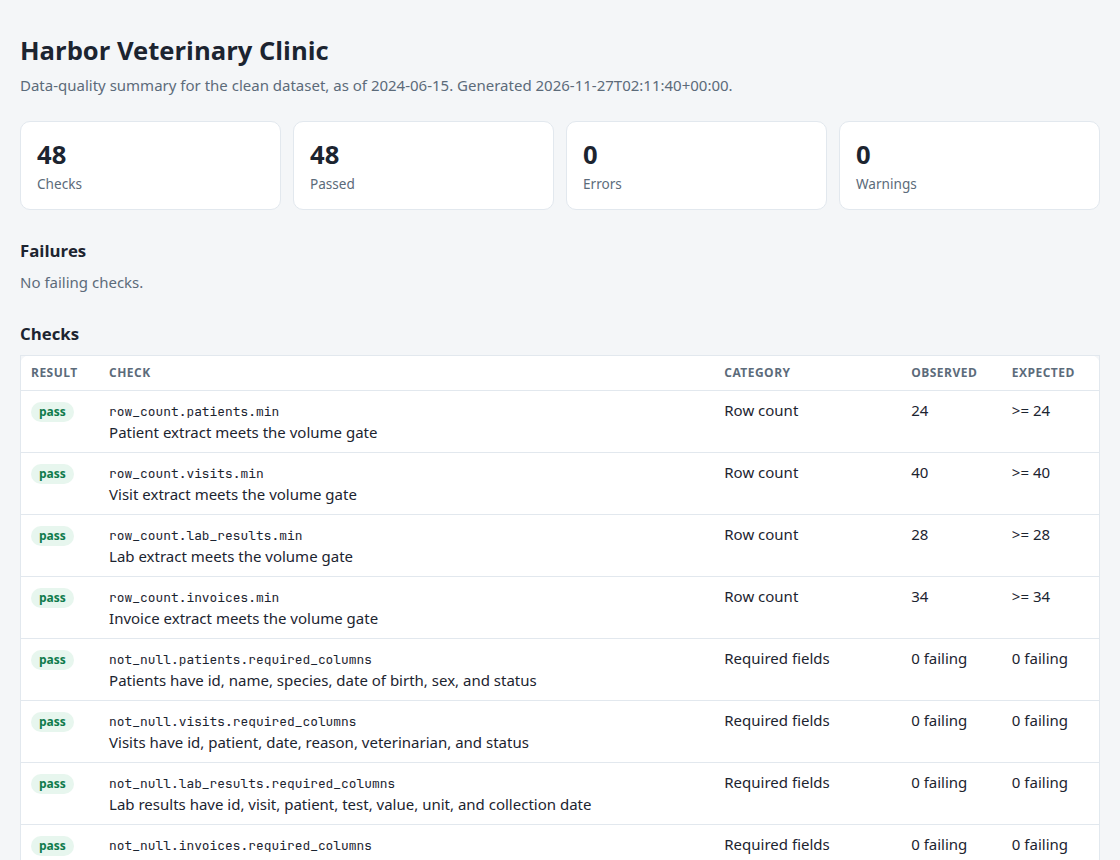 Harbor Veterinary Clinic
Data-quality summary for the clean dataset, as of 2024-06-15. Generated 2026-11-27T02:11:40+00:00.
48 48 0 0
Checks Passed Errors Warnings
Failures
No failing checks.
Checks
RESULT CHECK CATEGORY OBSERVED EXPECTED
pass row_count.patients.min Row count 24 >= 24
Patient extract meets the volume gate
pass row_count.visits.min Row count 40 >= 40
Visit extract meets the volume gate
pass row_count.lab_results.min Row count 28 >= 28
Lab extract meets the volume gate
pass row_count.invoices.min Row count 34 >= 34
Invoice extract meets the volume gate
pass not_null.patients.required_columns Required fields 0 failing 0 failing
Patients have id, name, species, date of birth, sex, and status
pass not_null.visits.required_columns Required fields 0 failing 0 failing
Visits have id, patient, date, reason, veterinarian, and status
pass not_null.lab_results.required_columns Required fields 0 failing 0 failing
Lab results have id, visit, patient, test, value, unit, and collection date
pass not_null.invoices.required_columns Required fields 0 failing 0 failing